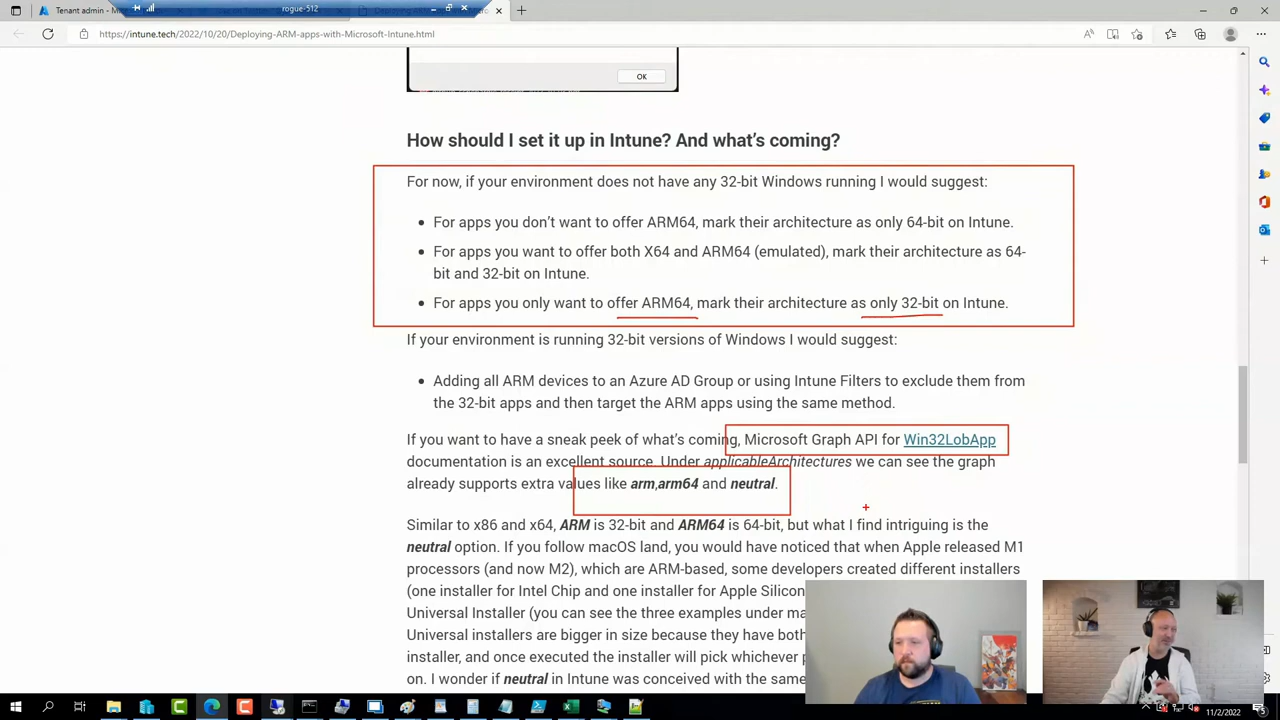 Tenant admin
rogue-512
https://intune.tech/2022/10/20/Deploying-ARM-apps-with-Microsoft-Intune.html
OK
How should I set it up in Intune? And what's coming?
For now, if your environment does not have any 32-bit Windows running I would suggest:
For apps you don't want to offer ARM64, mark their architecture as only 64-bit on Intune.
For apps you want to offer both X64 and ARM64 (emulated), mark their architecture as 64-
bit and 32-bit on Intune.
For apps you only want to offer ARM64, mark their architecture as only 32-bit on Intune.
If your environment is running 32-bit versions of Windows I would suggest:
Adding all ARM devices to an Azure AD Group or using Intune Filters to exclude them from
the 32-bit apps and then target the ARM apps using the same method.
If you want to have a sneak peek of what's coming, Microsoft Graph API for Win32LobApp
documentation is an excellent source. Under applicableArchitectures we can see the graph
already supports extra values like arm,arm64 and neutral.
Similar to x86 and x64, ARM is 32-bit and ARM64 is 64-bit, but what I find intriguing is the
neutral option. If you follow macOS land, you would have noticed that when Apple released M1
processors (and now M2), which are ARM-based, some developers created different installers
(one installer for Intel Chip and one installer for Apple Silicon
Universal Installer (you can see the three examples under ma
Universal installers are bigger in size because they have both
installer, and once executed the installer will pick whichever p
on. I wonder if neutral in Intune was conceived with the same
11/2/2022